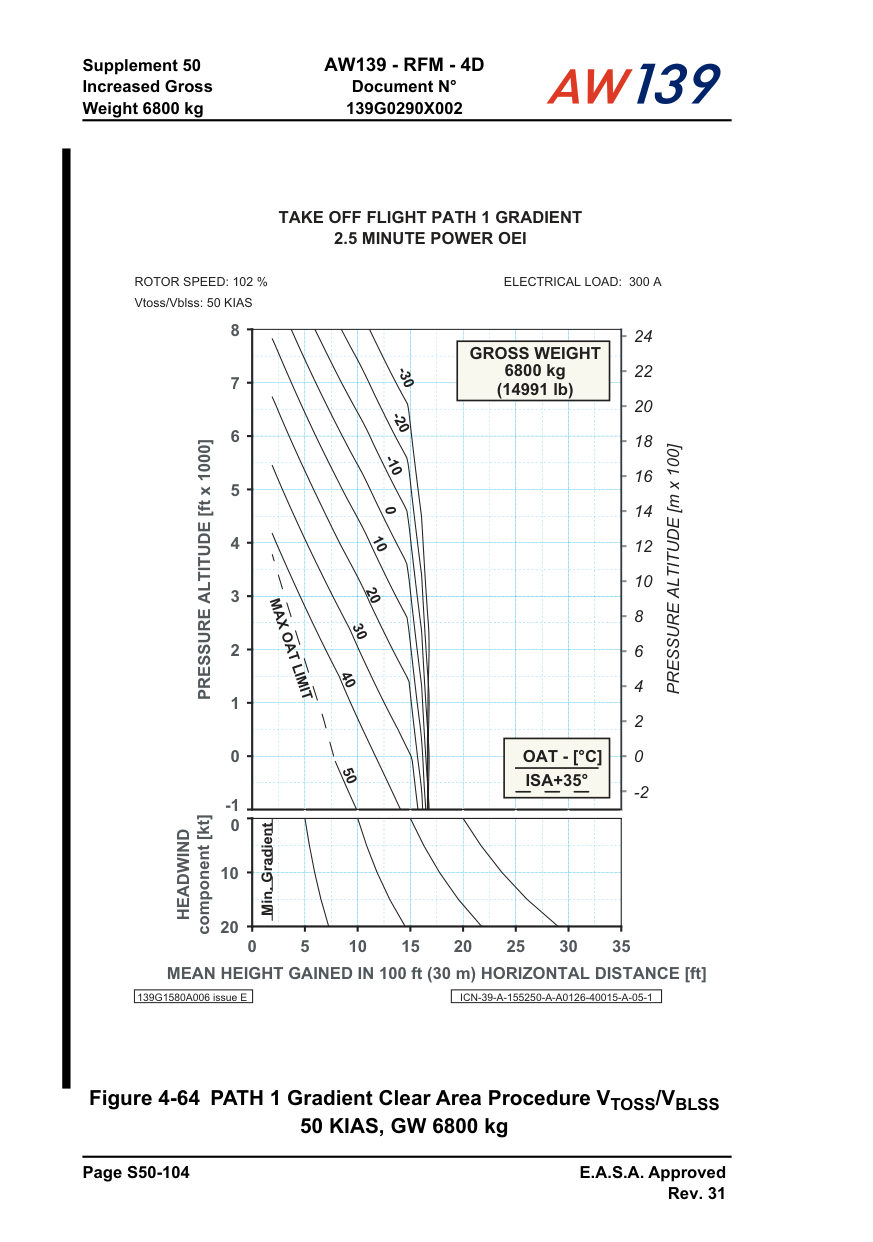 Supplement 50
Increased Gross
Weight 6800 kg
AW139 - RFM - 4D
Document N°
139G0290X002
AW139
TAKE OFF FLIGHT PATH 1 GRADIENT
2.5 MINUTE POWER OEI
ROTOR SPEED: 102 %
ELECTRICAL LOAD: 300 A
Vtoss/Vblss: 50 KIAS
GROSS WEIGHT
6800 kg
(14991 lb)
PRESSURE ALTITUDE [ft x 1000]
8
7
6
5
4
3
2
1
0
-1
-30
-20
-10
0
10
20
30
40
50
MAX OAT LIMIT
24
22
20
18
16
14
12
10
8
6
4
2
0
-2
PRESSURE ALTITUDE [m x 100]
OAT - [°C]
ISA+35°
HEADWIND
component [kt]
0
10
20
Min. Gradient
0 5 10 15 20 25 30 35
MEAN HEIGHT GAINED IN 100 ft (30 m) HORIZONTAL DISTANCE [ft]
139G1580A006 issue E
ICN-39-A-155250-A-A0126-40015-A-05-1
Figure 4-64 PATH 1 Gradient Clear Area Procedure VTOSS/VBLSS
50 KIAS, GW 6800 kg
Page S50-104
E.A.S.A. Approved
Rev. 31